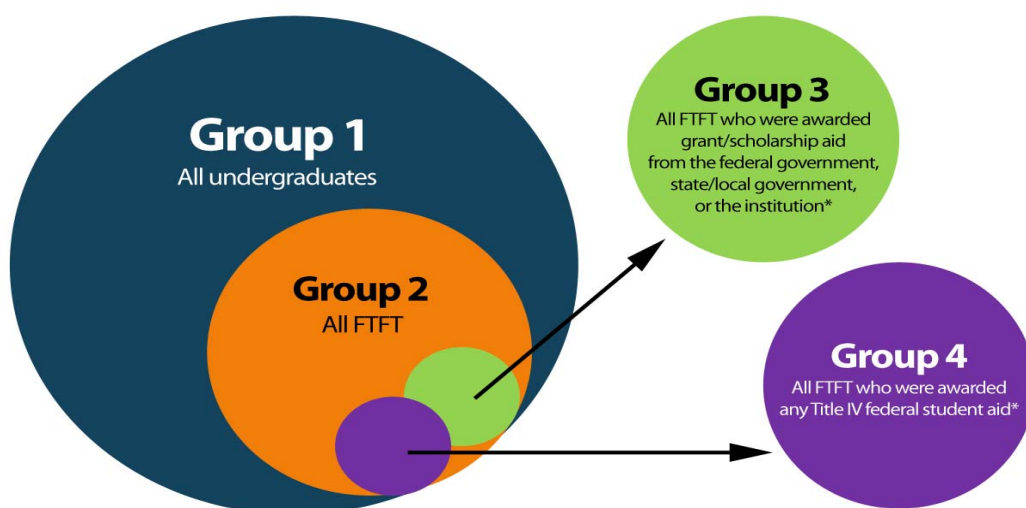 Group 1
All undergraduates
Group 2
All FTFT
Group 3
All FTFT who were awarded
grant/scholarship aid
from the federal government,
state/local government,
or the institution*
Group 4
All FTFT who were awarded
any Title IV federal student aid*